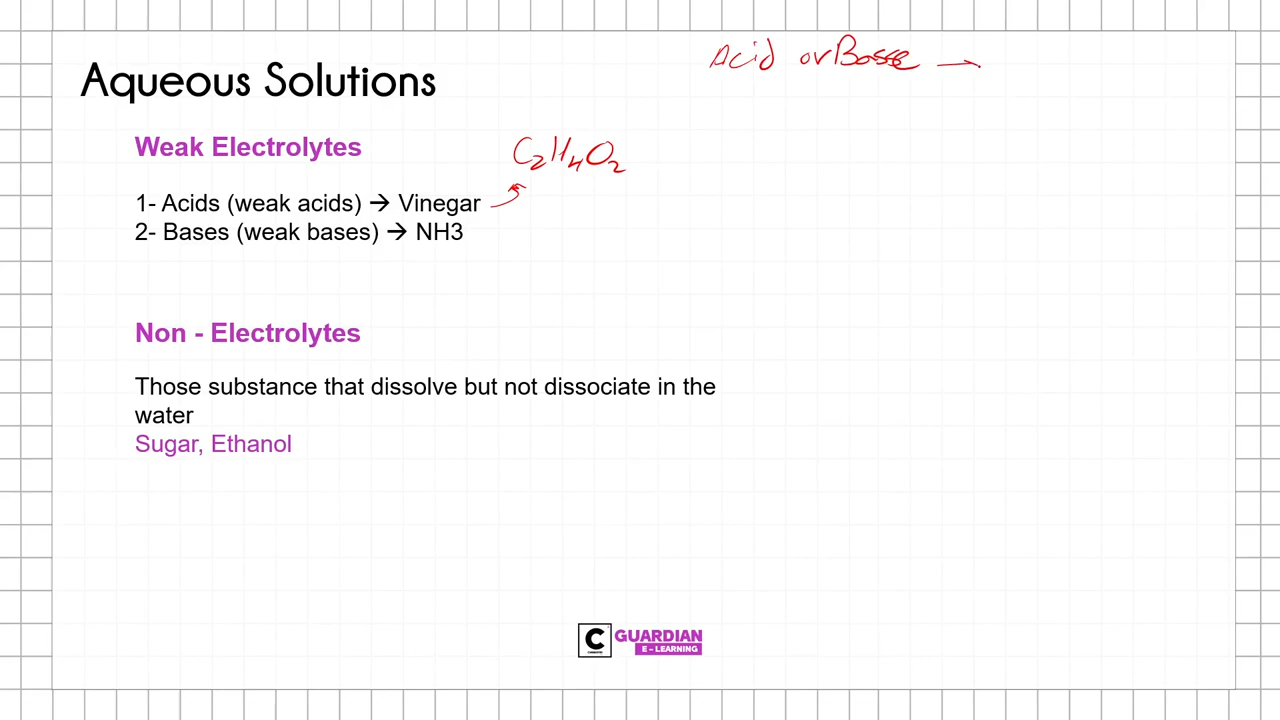 Acid or Base →
Aqueous Solutions
Weak Electrolytes
C2H4O2
1- Acids (weak acids) → Vinegar
2- Bases (weak bases) → NH3
Non - Electrolytes
Those substance that dissolve but not dissociate in the
water
Sugar, Ethanol
C
GUARDIAN
E - LEARNING